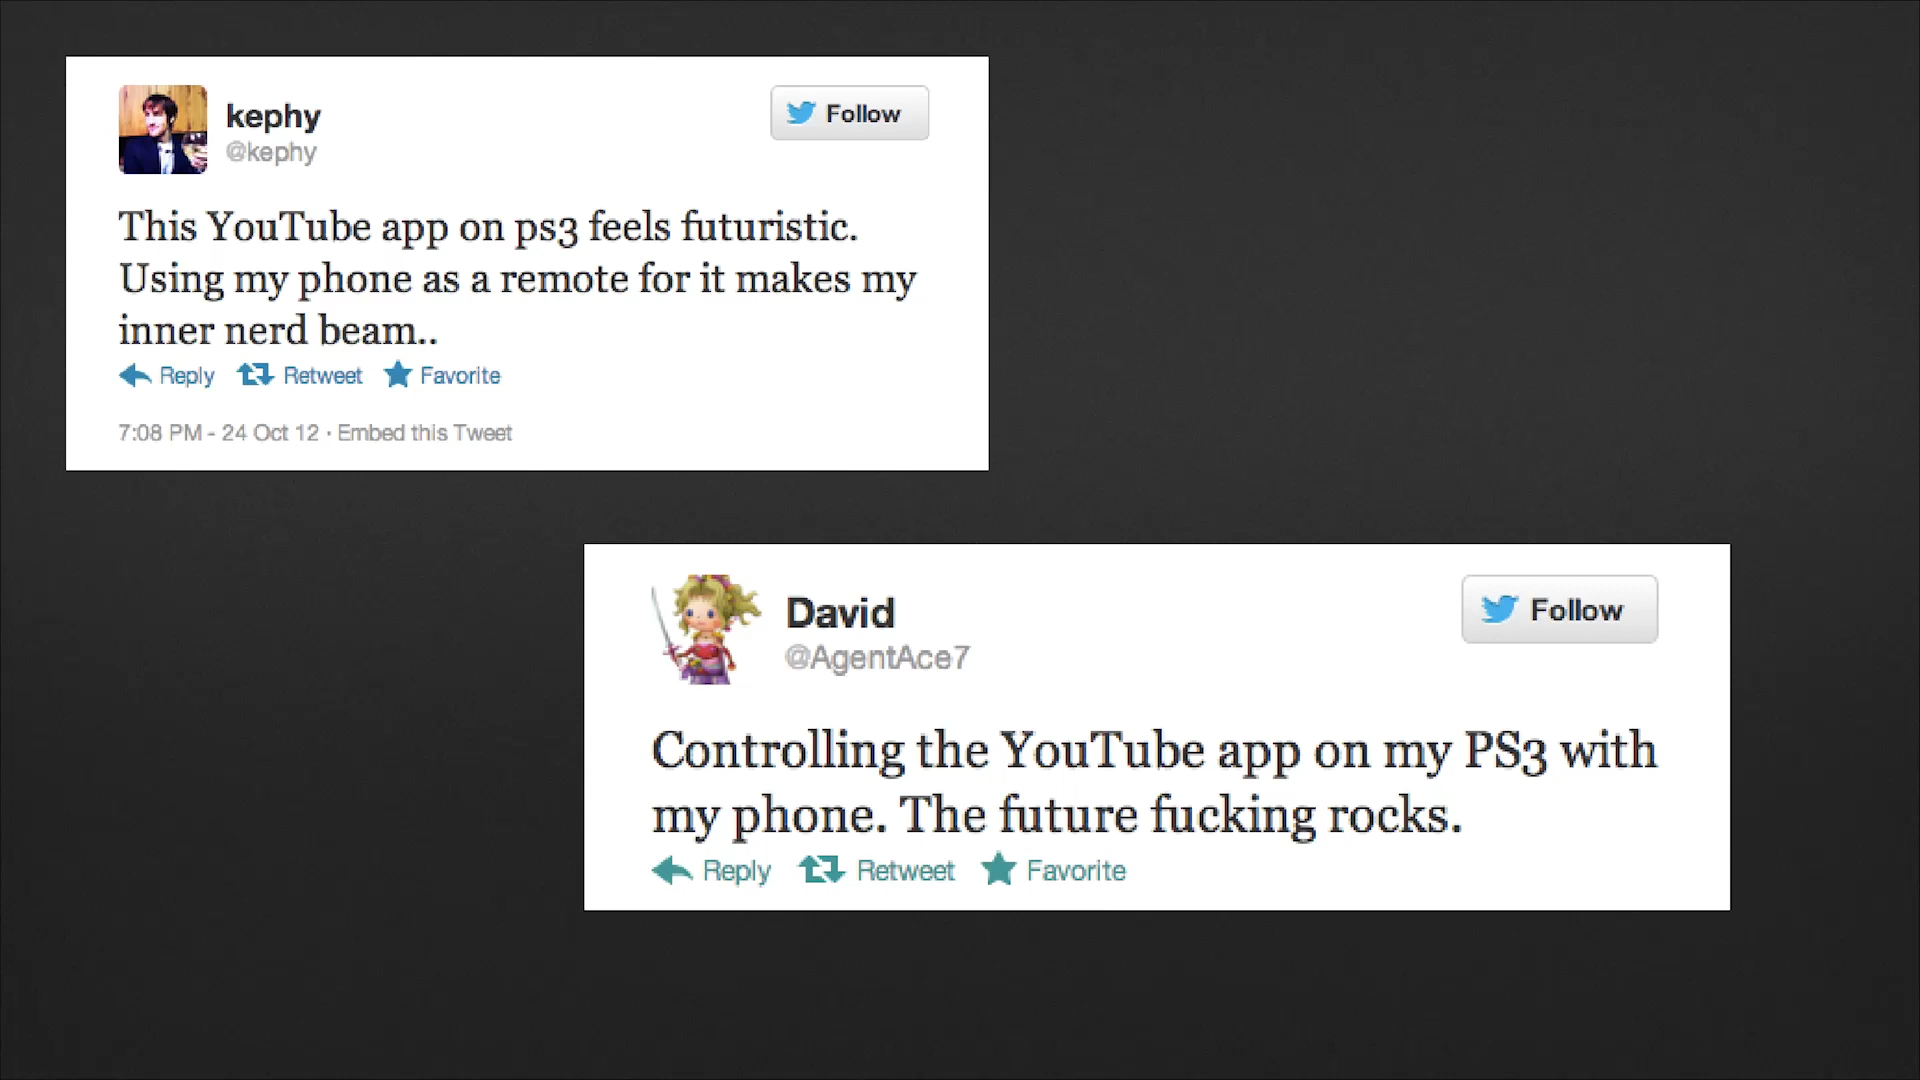 kephy
@kephy
Follow
This YouTube app on ps3 feels futuristic.
Using my phone as a remote for it makes my
inner nerd beam..
Reply Retweet Favorite
7:08 PM - 24 Oct 12 · Embed this Tweet
David
@AgentAce7
Follow
Controlling the YouTube app on my PS3 with
my phone. The future fucking rocks.
Reply Retweet Favorite